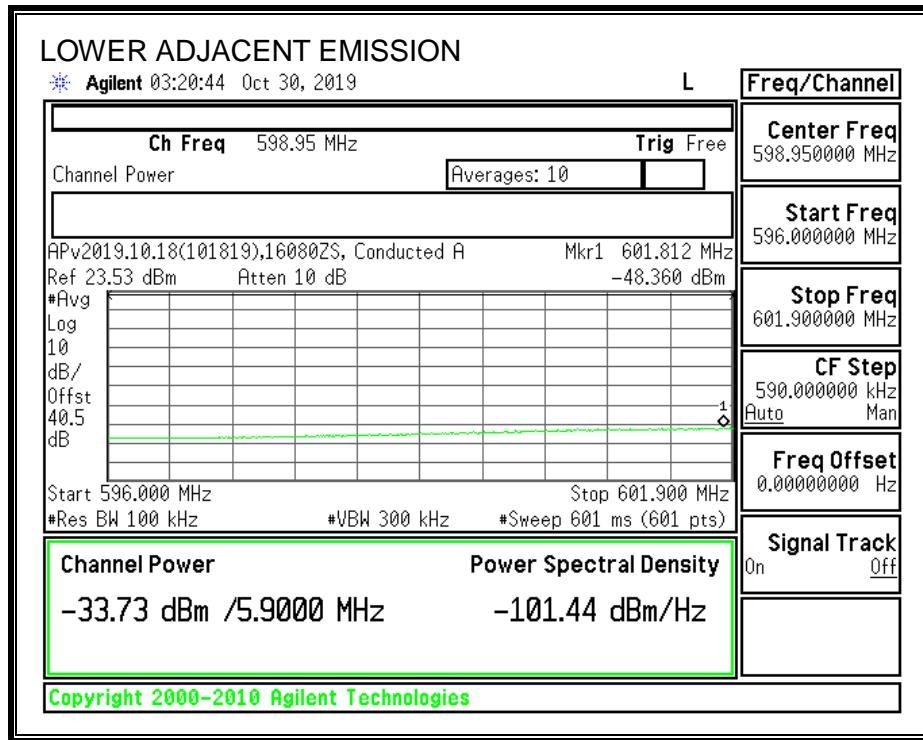 LOWER ADJACENT EMISSION
Agilent 03:20:44 Oct 30, 2019 L Freq/Channel
Ch Freq 598.95 MHz Trig Free
Channel Power Averages: 10
APv2019.10.18(101819),16080ZS, Conducted A Mkr1 601.812 MHz
Ref 23.53 dBm Atten 10 dB -48.360 dBm
#Avg
Log
10
dB/
Offst
40.5
dB
1
Start 596.000 MHz Stop 601.900 MHz
#Res BW 100 kHz #VBW 300 kHz #Sweep 601 ms (601 pts)
Channel Power Power Spectral Density
-33.73 dBm /5.9000 MHz -101.44 dBm/Hz
Copyright 2000-2010 Agilent Technologies
Center Freq
598.950000 MHz
Start Freq
596.000000 MHz
Stop Freq
601.900000 MHz
CF Step
590.000000 kHz
Auto Man
Freq Offset
0.00000000 Hz
Signal Track
On Off